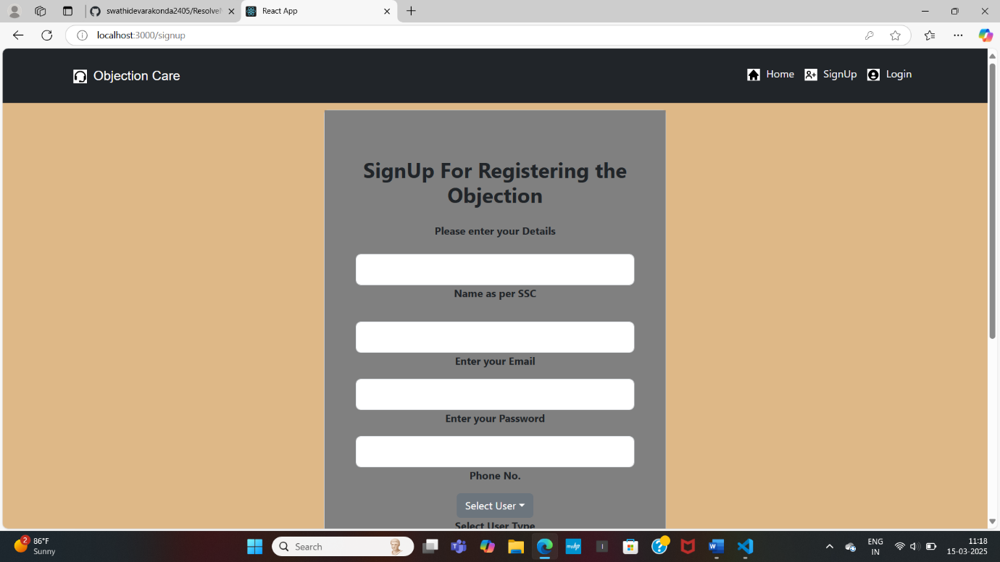 swathidevarakonda2405/Resolve
React App
localhost:3000/signup
Objection Care
Home
SignUp
Login
SignUp For Registering the
Objection
Please enter your Details
Name as per SSC
Enter your Email
Enter your Password
Phone No.
Select User
Select User Type
2
86°F
Sunny
Search
myhp
ENG
IN
11:18
15-03-2025